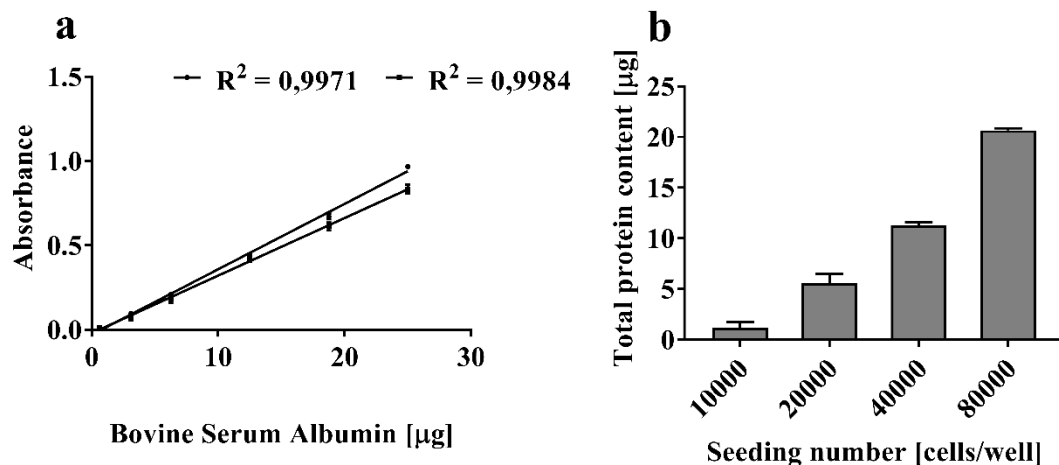 a
R² = 0,9971 R² = 0,9984
1.5
1.0
0.5
0.0
0 10 20 30
Absorbance
Bovine Serum Albumin [µg]
b
25
20
15
10
5
0
Total protein content [µg]
10000 20000 40000 80000
Seeding number [cells/well]